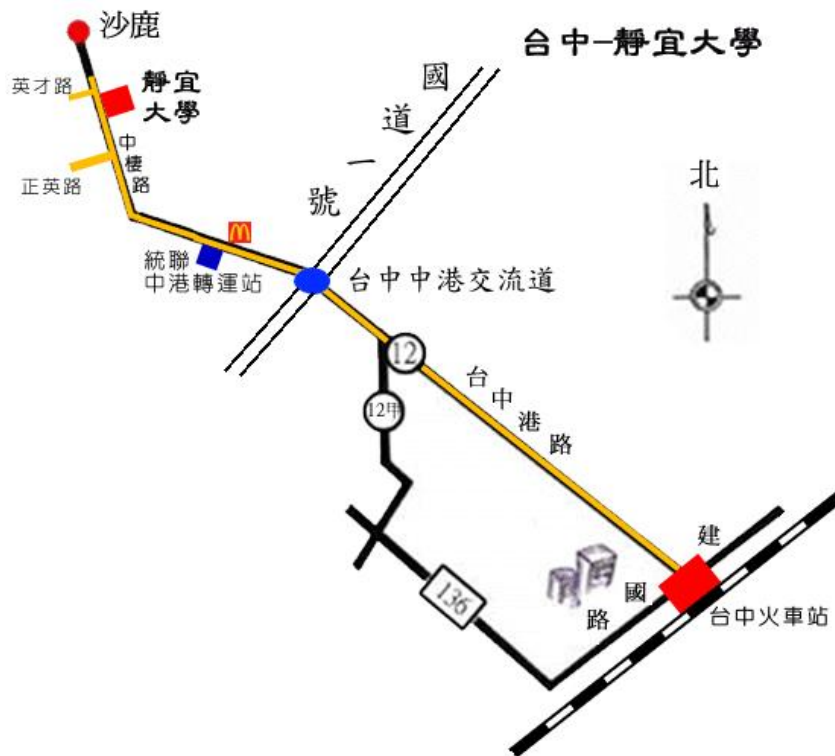 台中–靜宜大學
沙鹿
英才路
靜宜
大學
中棲路
正英路
國道一號
北
統聯
中港轉運站
台中中港交流道
12
台中港路
12甲
136
建國路
台中火車站